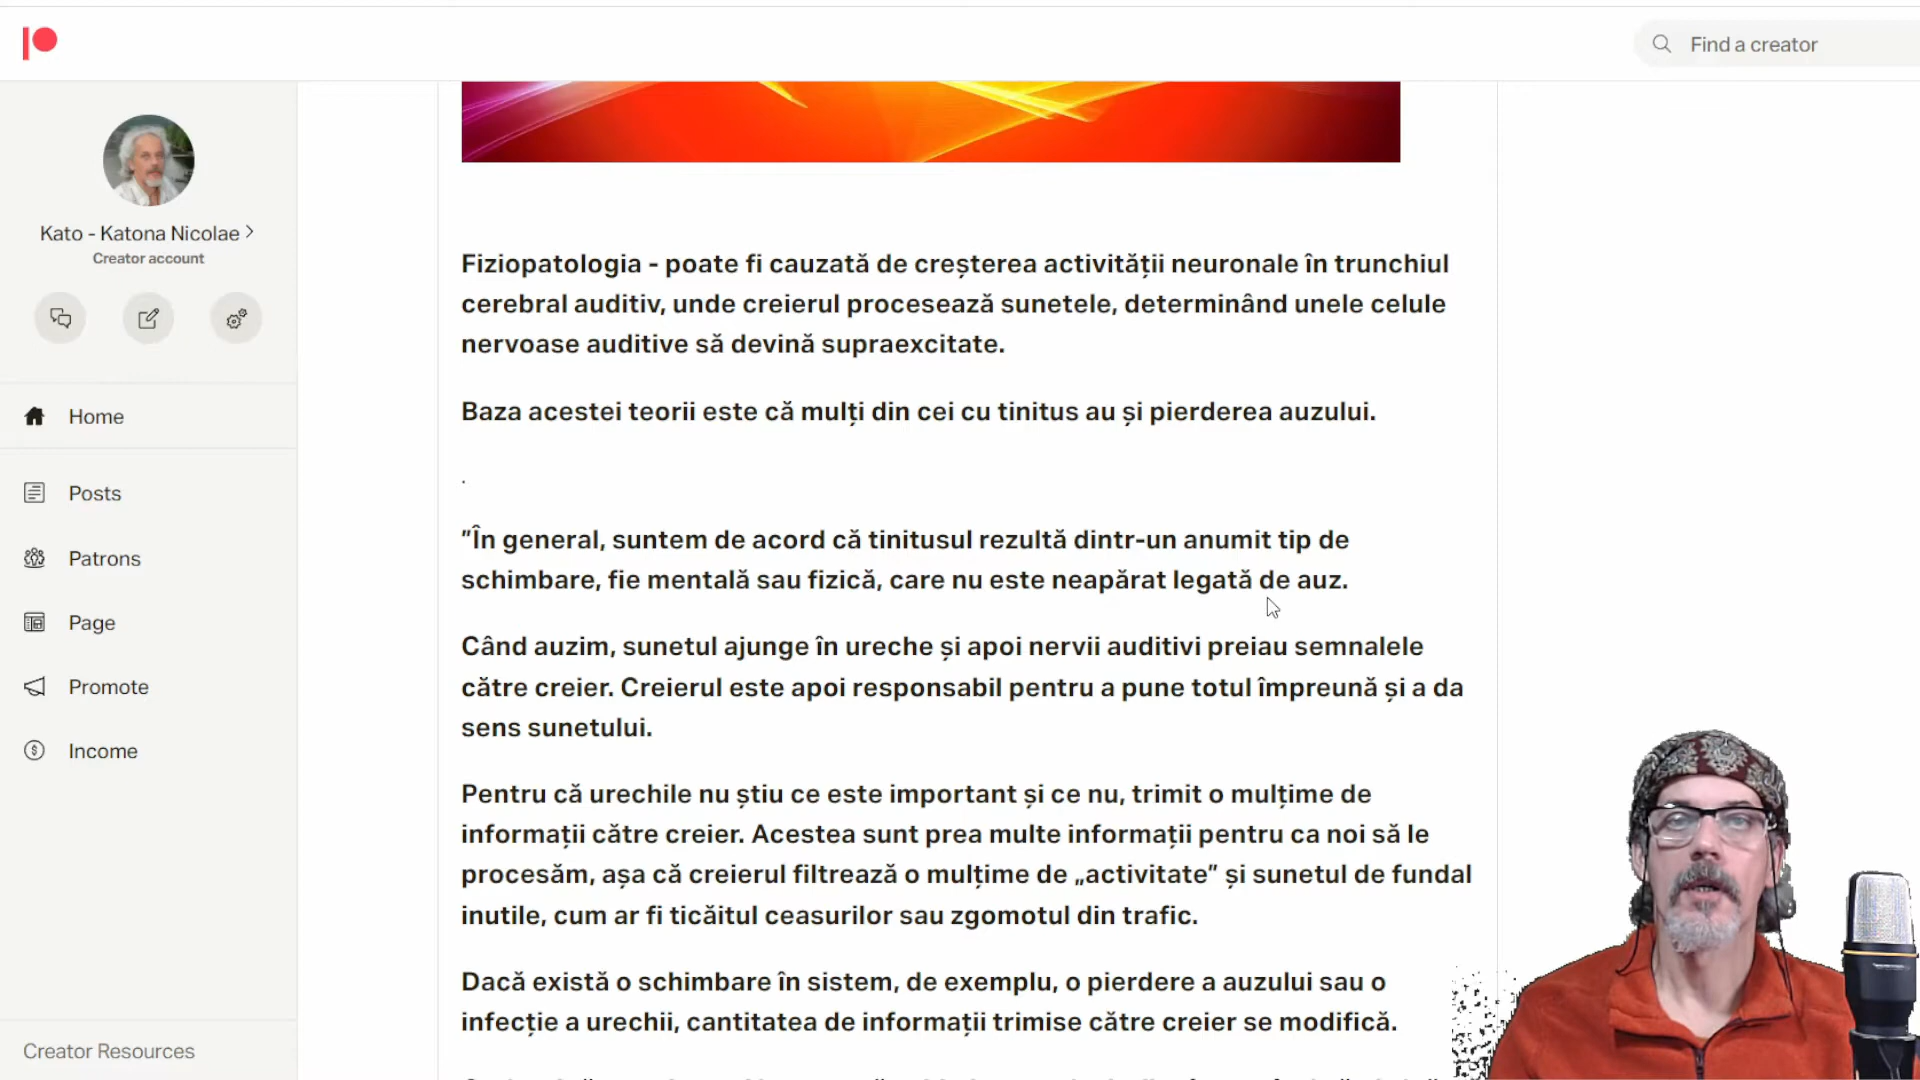 Find a creator
Kato - Katona Nicolae
Creator account
Home
Posts
Patrons
Page
Promote
Income
Creator Resources
Fiziopatologia - poate fi cauzată de creșterea activității neuronale în trunchiul
cerebral auditiv, unde creierul procesează sunetele, determinând unele celule
nervoase auditive să devină supraexcitate.
Baza acestei teorii este că mulți din cei cu tinitus au și pierderea auzului.
.
”În general, suntem de acord că tinitusul rezultă dintr-un anumit tip de
schimbare, fie mentală sau fizică, care nu este neapărat legată de auz.
Când auzim, sunetul ajunge în ureche și apoi nervii auditivi preiau semnalele
către creier. Creierul este apoi responsabil pentru a pune totul împreună și a da
sens sunetului.
Pentru că urechile nu știu ce este important și ce nu, trimit o mulțime de
informații către creier. Acestea sunt prea multe informații pentru ca noi să le
procesăm, așa că creierul filtrează o mulțime de „activitate” și sunetul de fundal
inutile, cum ar fi ticăitul ceasurilor sau zgomotul din trafic.
Dacă există o schimbare în sistem, de exemplu, o pierdere a auzului sau o
infecție a urechii, cantitatea de informații trimise către creier se modifică.